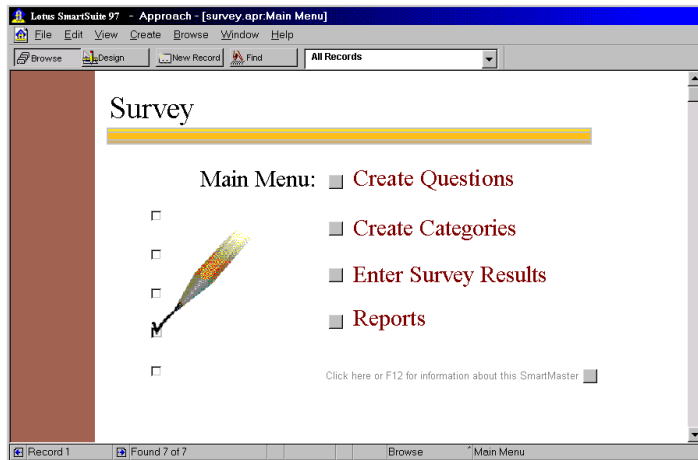 Lotus SmartSuite 97 - Approach - [survey.apr:Main Menu]
File Edit View Create Browse Window Help
Browse Design New Record Find All Records
Survey
Main Menu: Create Questions
Create Categories
Enter Survey Results
Reports
Click here or F12 for information about this SmartMaster
Record 1 Found 7 of 7 Browse Main Menu